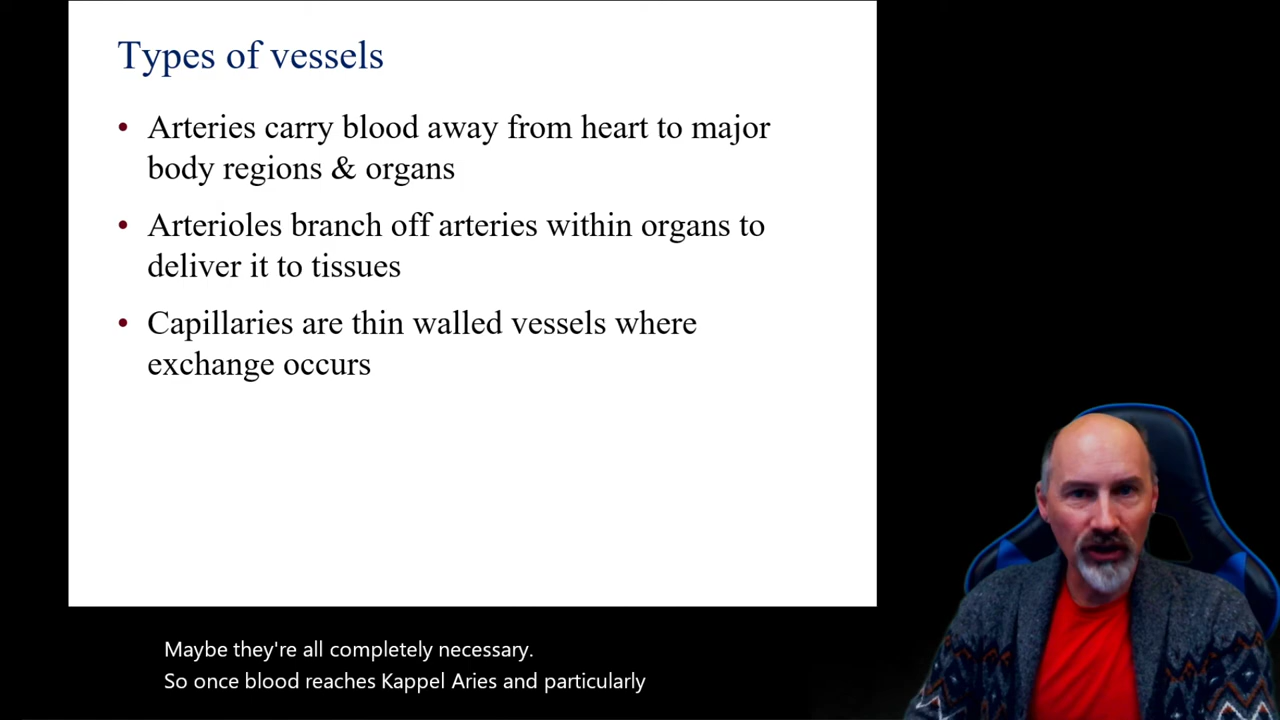 Types of vessels
• Arteries carry blood away from heart to major
body regions & organs
• Arterioles branch off arteries within organs to
deliver it to tissues
• Capillaries are thin walled vessels where
exchange occurs
Maybe they're all completely necessary.
So once blood reaches Kappel Aries and particularly